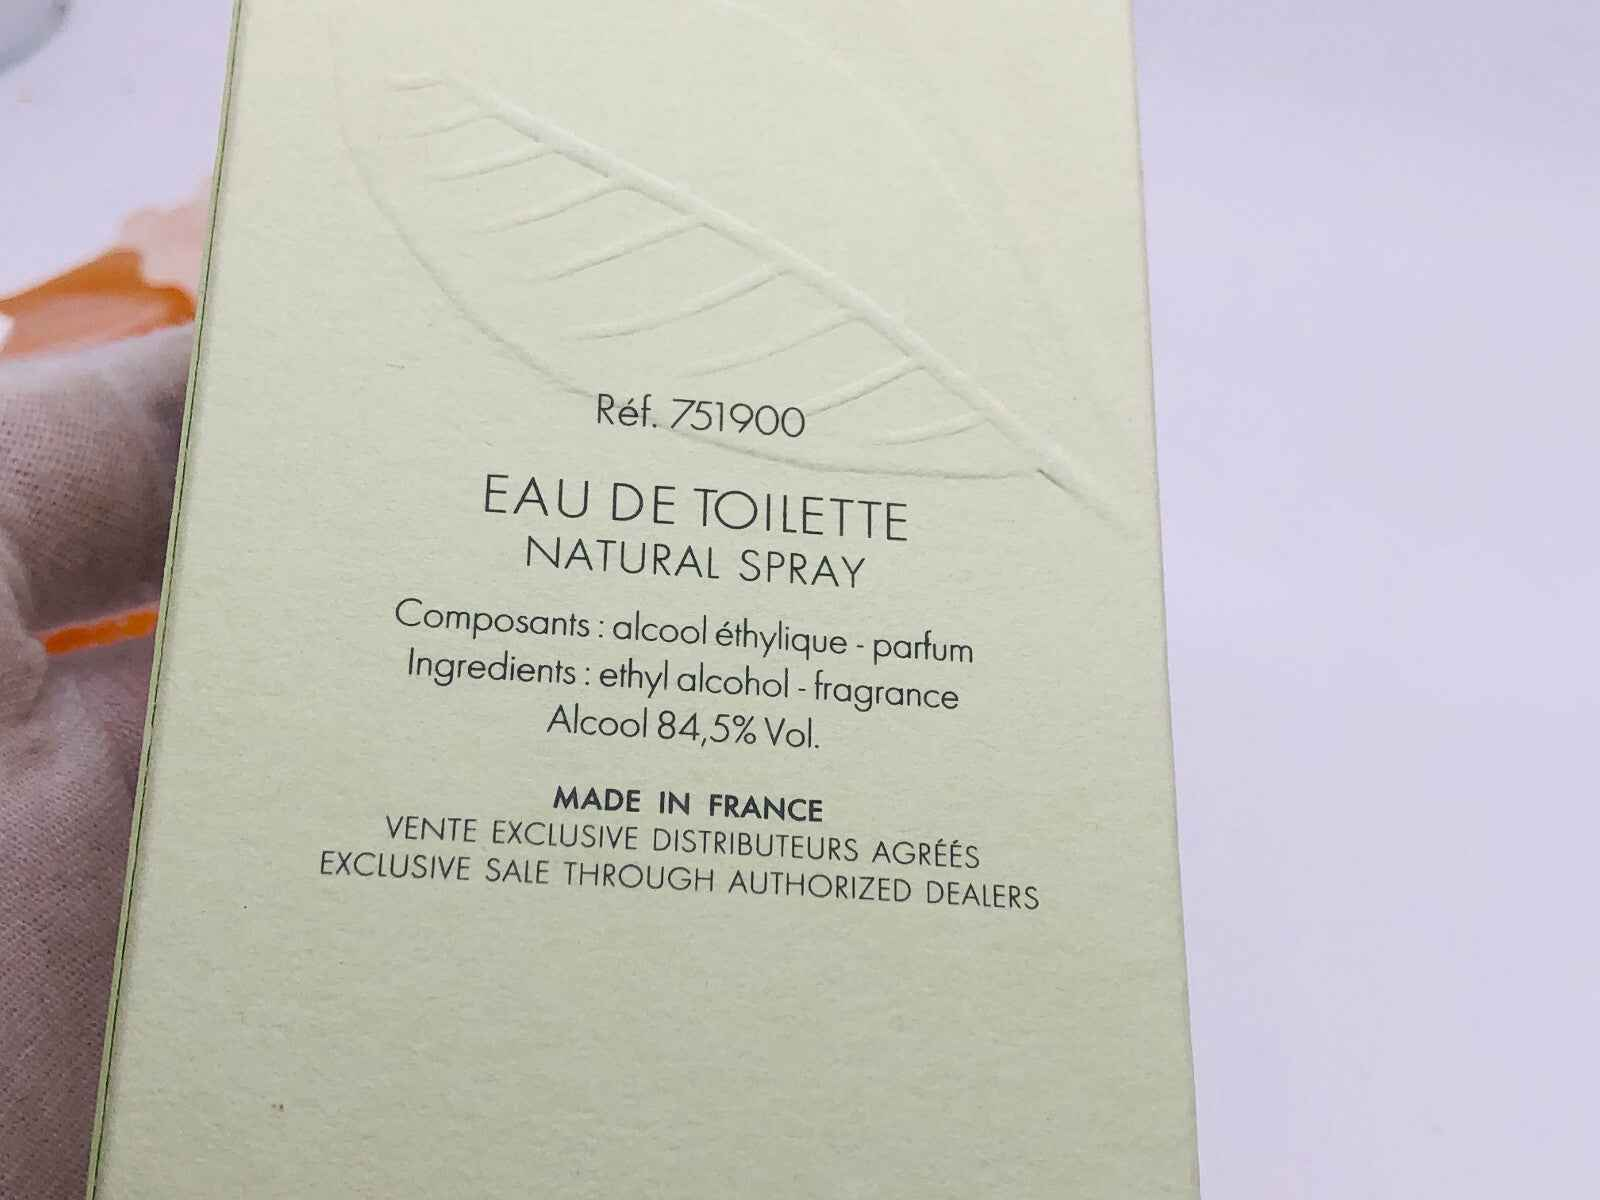 Réf. 751900
EAU DE TOILETTE
NATURAL SPRAY
Composants : alcool éthylique - parfum
Ingredients : ethyl alcohol - fragrance
Alcool 84,5% Vol.
MADE IN FRANCE
VENTE EXCLUSIVE DISTRIBUTEURS AGRÉÉS
EXCLUSIVE SALE THROUGH AUTHORIZED DEALERS